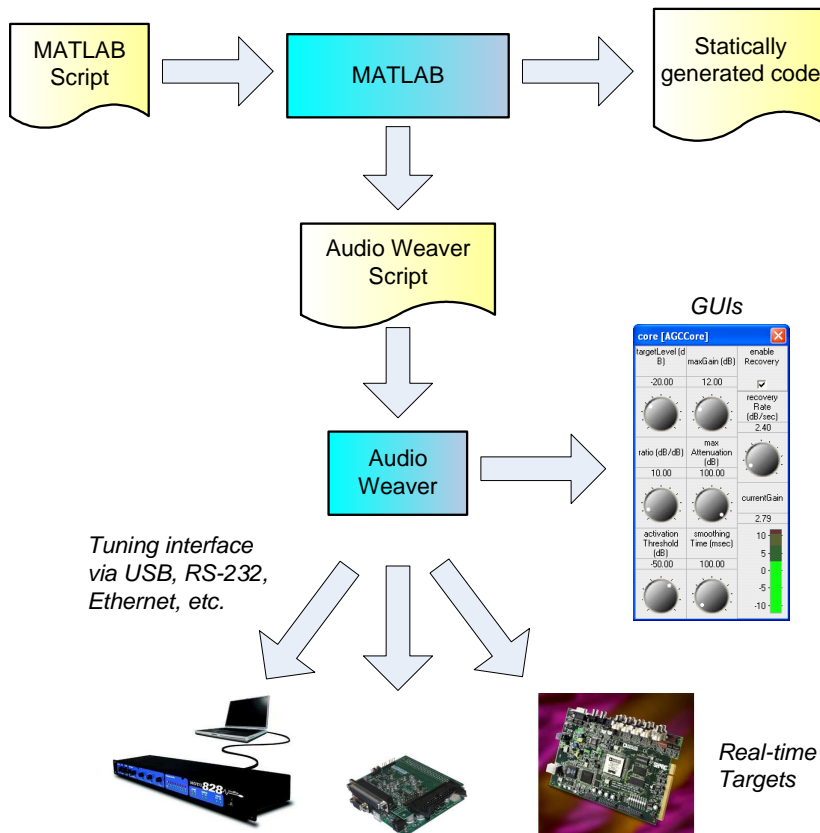 MATLAB
Script
MATLAB
Statically
generated code
Audio Weaver
Script
GUIs
core [AGCCore]
targetLevel (d
B)
maxGain (dB)
enable
Recovery
-20.00
12.00
recovery
Rate
(dB/sec)
2.40
ratio (dB/dB)
max
Attenuation
(dB)
10.00
100.00
currentGain
2.79
activation
Threshold
(dB)
smoothing
Time (msec)
-50.00
100.00
10
5
0
-5
-10
Audio
Weaver
Tuning interface
via USB, RS-232,
Ethernet, etc.
828
Real-time
Targets